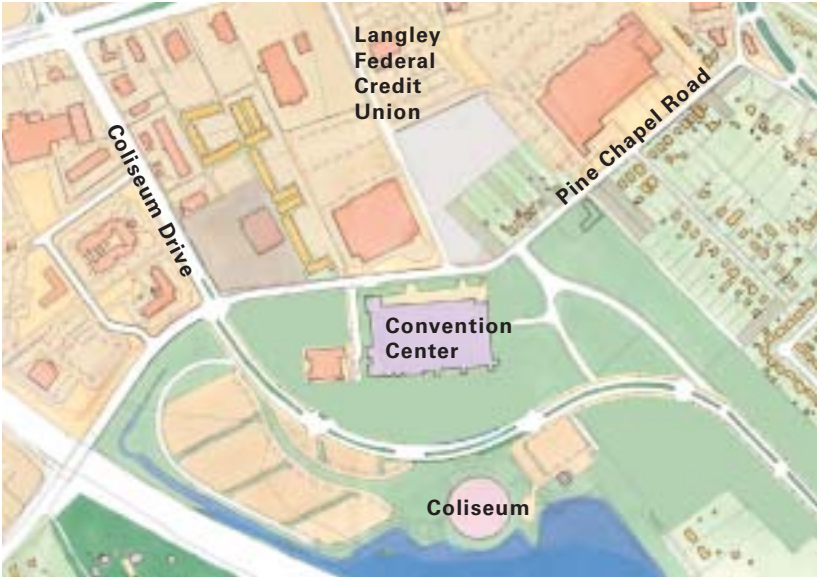 Langley
Federal
Credit
Union
Coliseum Drive
Pine Chapel Road
Convention
Center
Coliseum